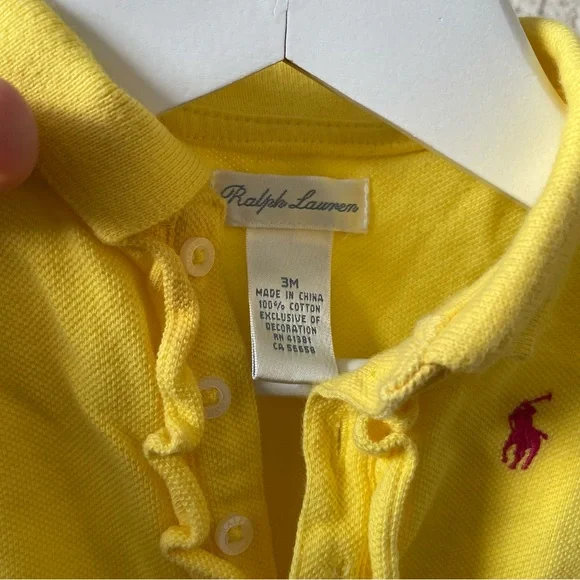 Ralph Lauren
3M
MADE IN CHINA
100% COTTON
EXCLUSIVE OF
DECORATION
RN 41381
CA 56658